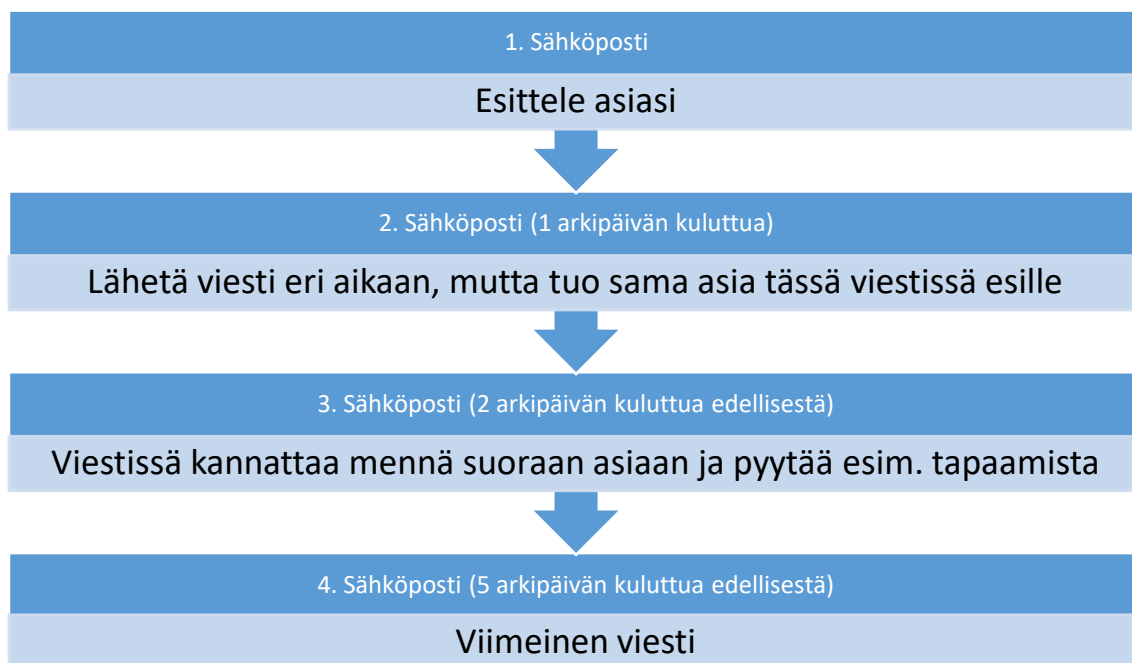 1. Sähköposti
Esittele asiasi
2. Sähköposti (1 arkipäivän kuluttua)
Lähetä viesti eri aikaan, mutta tuo sama asia tässä viestissä esille
3. Sähköposti (2 arkipäivän kuluttua edellisestä)
Viestissä kannattaa mennä suoraan asiaan ja pyytää esim. tapaamista
4. Sähköposti (5 arkipäivän kuluttua edellisestä)
Viimeinen viesti